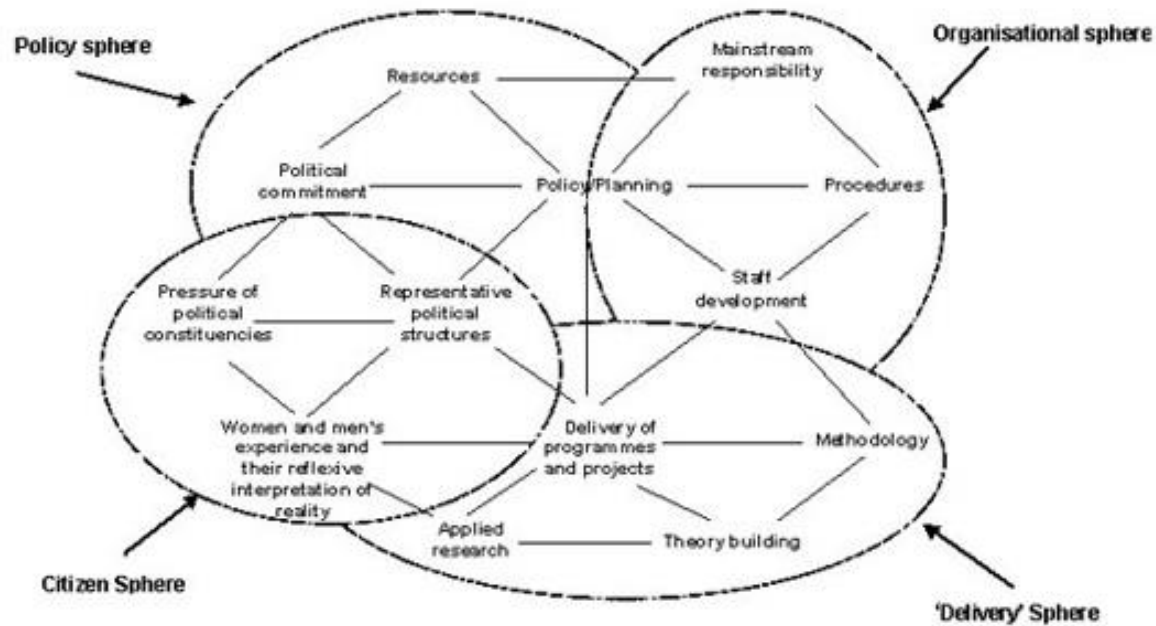 Policy sphere
Organisational sphere
Mainstream
responsibility
Resources
Political
commitment
Policy/Planning
Procedures
Staff
development
Pressure of
political
constituencies
Representative
political
structures
Women and men's
experience and
their reflexive
interpretation of
reality
Delivery of
programmes
and projects
Methodology
Applied
research
Theory building
Citizen Sphere
'Delivery' Sphere